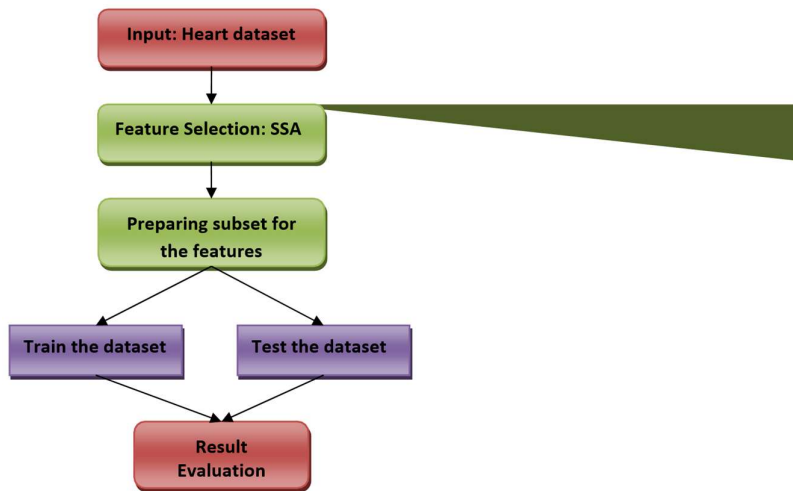 Input: Heart dataset
Feature Selection: SSA
Preparing subset for
the features
Train the dataset
Test the dataset
Result
Evaluation